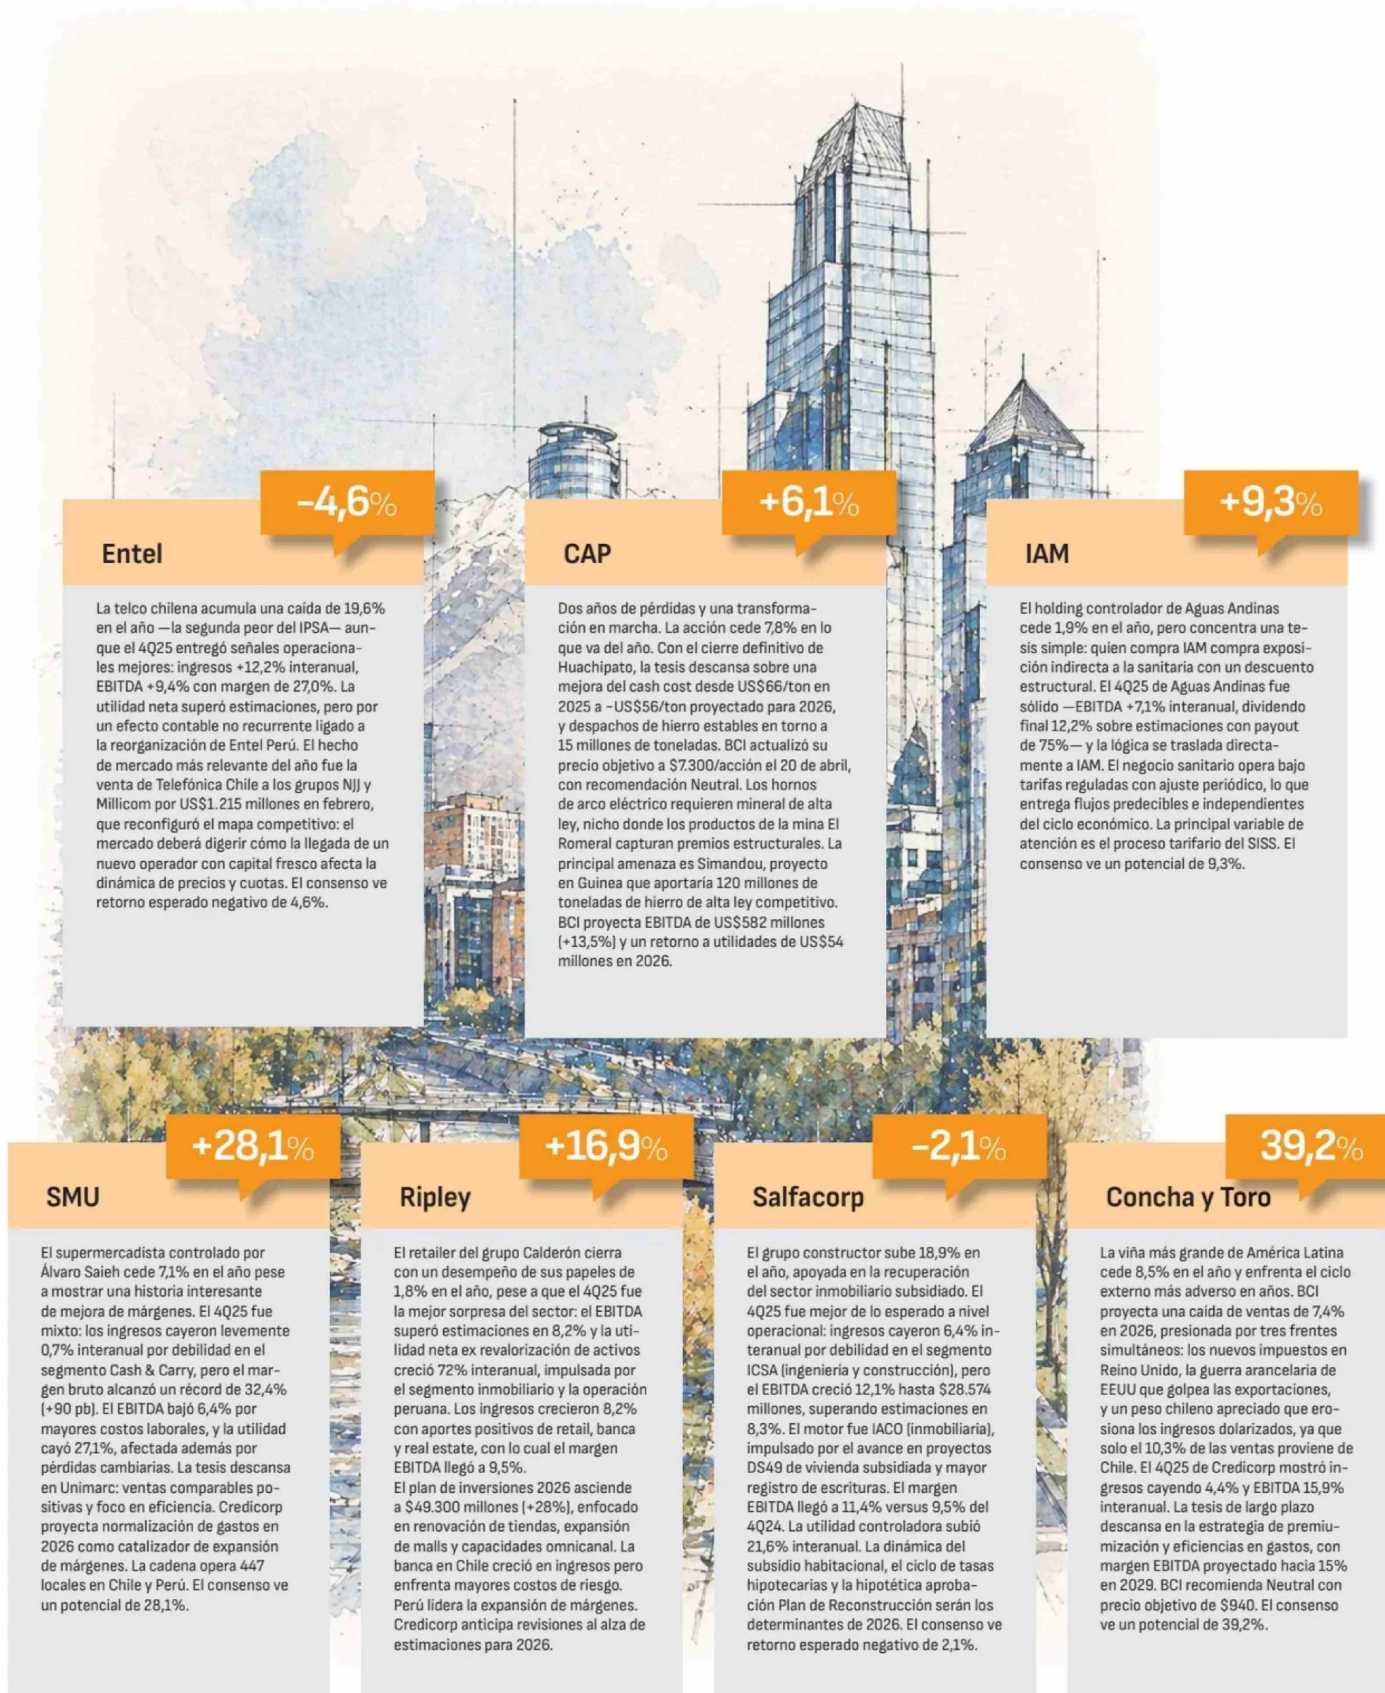 -4,6%
Entel
La telco chilena acumula una caída de 19,6%
en el año —la segunda peor del IPSA— aun-
que el 4Q25 entregó señales operaciona-
les mejores: ingresos +12,2% interanual,
EBITDA +9,4% con margen de 27,0%. La
utilidad neta superó estimaciones, pero por
un efecto contable no recurrente ligado a
la reorganización de Entel Perú. El hecho
de mercado más relevante del año fue la
venta de Telefónica Chile a los grupos NJJ y
Millicom por US$1.215 millones en febrero,
que reconfiguró el mapa competitivo: el
mercado deberá digerir cómo la llegada de un
nuevo operador con capital fresco afecta la
dinámica de precios y cuotas. El consenso ve
retorno esperado negativo de 4,6%.
+6,1%
CAP
Dos años de pérdidas y una transforma-
ción en marcha. La acción cede 7,8% en lo
que va del año. Con el cierre definitivo de
Huachipato, la tesis descansa sobre una
mejora del cash cost desde US$66/ton en
2025 a ~US$56/ton proyectado para 2026,
y despachos de hierro estables en torno a
15 millones de toneladas. BCI actualizó su
precio objetivo a $7.300/acción el 20 de abril,
con recomendación Neutral. Los hornos
de arco eléctrico requieren mineral de alta
ley, nicho donde los productos de la mina El
Romeral capturan premios estructurales. La
principal amenaza es Simandou, proyecto
en Guinea que aportaría 120 millones de
toneladas de hierro de alta ley competitivo.
BCI proyecta EBITDA de US$582 millones
(+13,5%) y un retorno a utilidades de US$54
millones en 2026.
+9,3%
IAM
El holding controlador de Aguas Andinas
cede 1,9% en el año, pero concentra una te-
sis simple: quien compra IAM compra exposi-
ción indirecta a la sanitaria con un descuento
estructural. El 4Q25 de Aguas Andinas fue
sólido —EBITDA +7,1% interanual, dividendo
final 12,2% sobre estimaciones con payout
de 75%— y la lógica se traslada directa-
mente a IAM. El negocio sanitario opera bajo
tarifas reguladas con ajuste periódico, lo que
entrega flujos predecibles e independientes
del ciclo económico. La principal variable de
atención es el proceso tarifario del SISS. El
consenso ve un potencial de 9,3%.
+28,1%
SMU
El supermercadista controlado por
Álvaro Saieh cede 7,1% en el año pese
a mostrar una historia interesante
de mejora de márgenes. El 4Q25 fue
mixto: los ingresos cayeron levemente
0,7% interanual por debilidad en el
segmento Cash & Carry, pero el mar-
gen bruto alcanzó un récord de 32,4%
(+90 pb). El EBITDA bajó 6,4% por
mayores costos laborales, y la utilidad
cayó 27,1%, afectada además por
pérdidas cambiarias. La tesis descansa
en Unimarc: ventas comparables po-
sitivas y foco en eficiencia. Credicorp
proyecta normalización de gastos en
2026 como catalizador de expansión
de márgenes. La cadena opera 447
locales en Chile y Perú. El consenso ve
un potencial de 28,1%.
+16,9%
Ripley
El retailer del grupo Calderón cierra
con un desempeño de sus papeles de
1,8% en el año, pese a que el 4Q25 fue
la mejor sorpresa del sector: el EBITDA
superó estimaciones en 8,2% y la uti-
lidad neta ex revalorización de activos
creció 72% interanual, impulsada por
el segmento inmobiliario y la operación
peruana. Los ingresos crecieron 8,2%
con aportes positivos de retail, banca
y real estate, con lo cual el margen
EBITDA llegó a 9,5%.
El plan de inversiones 2026 asciende
a $49.300 millones (+28%), enfocado
en renovación de tiendas, expansión
de malls y capacidades omnicanal. La
banca en Chile creció en ingresos pero
enfrenta mayores costos de riesgo.
Perú lidera la expansión de márgenes.
Credicorp anticipa revisiones al alza de
estimaciones para 2026.
-2,1%
Salfacorp
El grupo constructor sube 18,9% en
el año, apoyada en la recuperación
del sector inmobiliario subsidiado. El
4Q25 fue mejor de lo esperado a nivel
operacional: ingresos cayeron 6,4% in-
teranual por debilidad en el segmento
ICSA (ingeniería y construcción), pero
el EBITDA creció 12,1% hasta $28.574
millones, superando estimaciones en
8,3%. El motor fue IACO (inmobiliaria),
impulsado por el avance en proyectos
DS49 de vivienda subsidiada y mayor
registro de escrituras. El margen
EBITDA llegó a 11,4% versus 9,5% del
4Q24. La utilidad controladora subió
21,6% interanual. La dinámica del
subsidio habitacional, el ciclo de tasas
hipotecarias y la hipotética aproba-
ción Plan de Reconstrucción serán los
determinantes de 2026. El consenso ve
retorno esperado negativo de 2,1%.
39,2%
Concha y Toro
La viña más grande de América Latina
cede 8,5% en el año y enfrenta el ciclo
externo más adverso en años. BCI
proyecta una caída de ventas de 7,4%
en 2026, presionada por tres frentes
simultáneos: los nuevos impuestos en
Reino Unido, la guerra arancelaria de
EEUU que golpea las exportaciones,
y un peso chileno apreciado que ero-
siona los ingresos dolarizados, ya que
solo el 10,3% de las ventas proviene de
Chile. El 4Q25 de Credicorp mostró in-
gresos cayendo 4,4% y EBITDA 15,9%
interanual. La tesis de largo plazo
descansa en la estrategia de premiu-
mización y eficiencias en gastos, con
margen EBITDA proyectado hacia 15%
en 2029. BCI recomienda Neutral con
precio objetivo de $940. El consenso
ve un potencial de 39,2%.